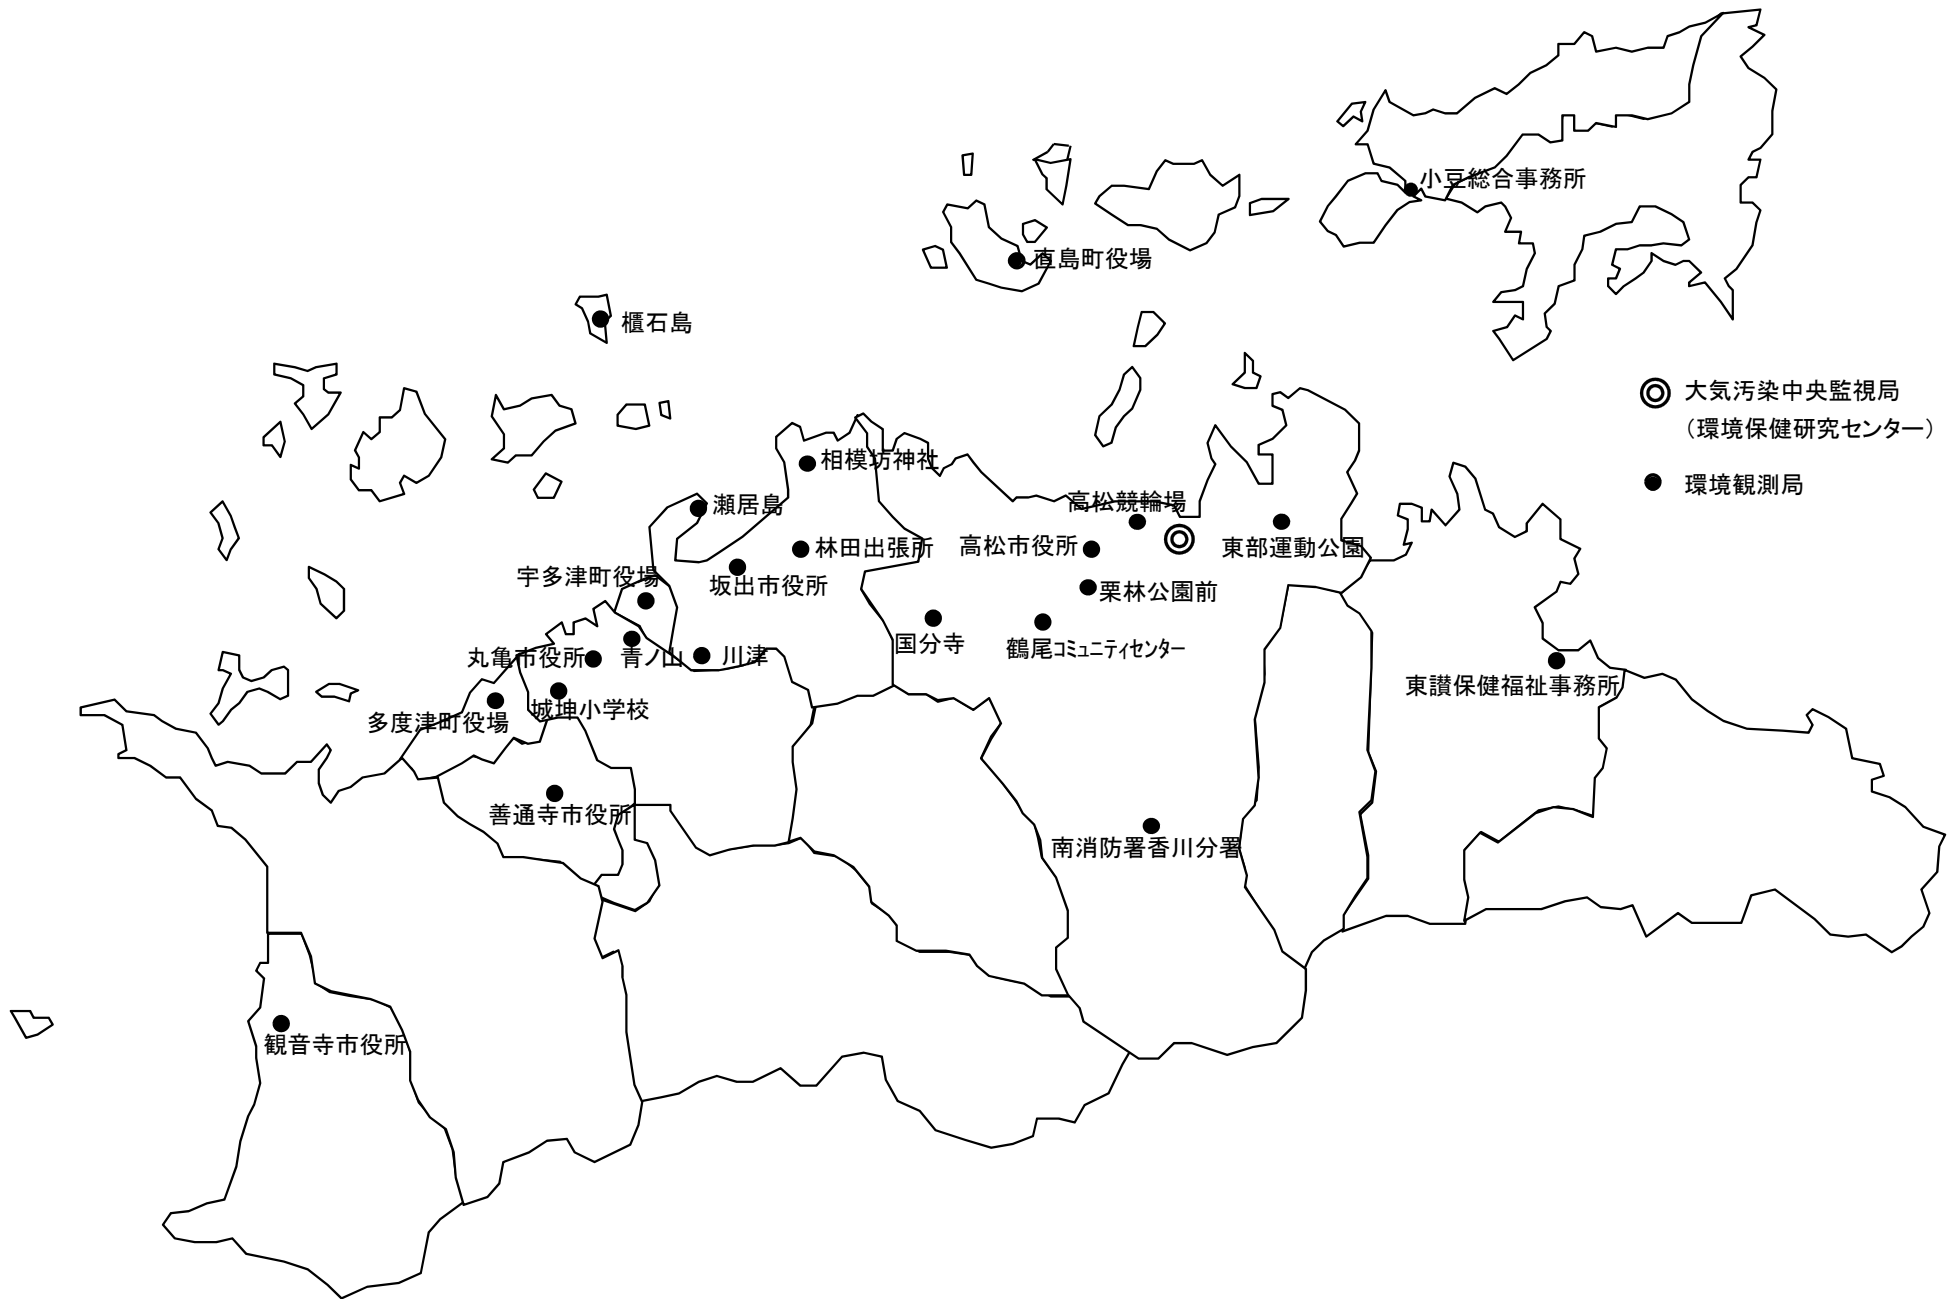 小豆総合事務所
直島町役場
櫃石島
大気汚染中央監視局
（環境保健研究センター）
環境観測局
相模坊神社
瀬居島
高松競輪場
林田出張所
高松市役所
東部運動公園
宇多津町役場
坂出市役所
栗林公園前
国分寺
鶴尾コミュニティセンター
丸亀市役所
青ノ山
川津
東讃保健福祉事務所
城坤小学校
多度津町役場
善通寺市役所
南消防署香川分署
観音寺市役所